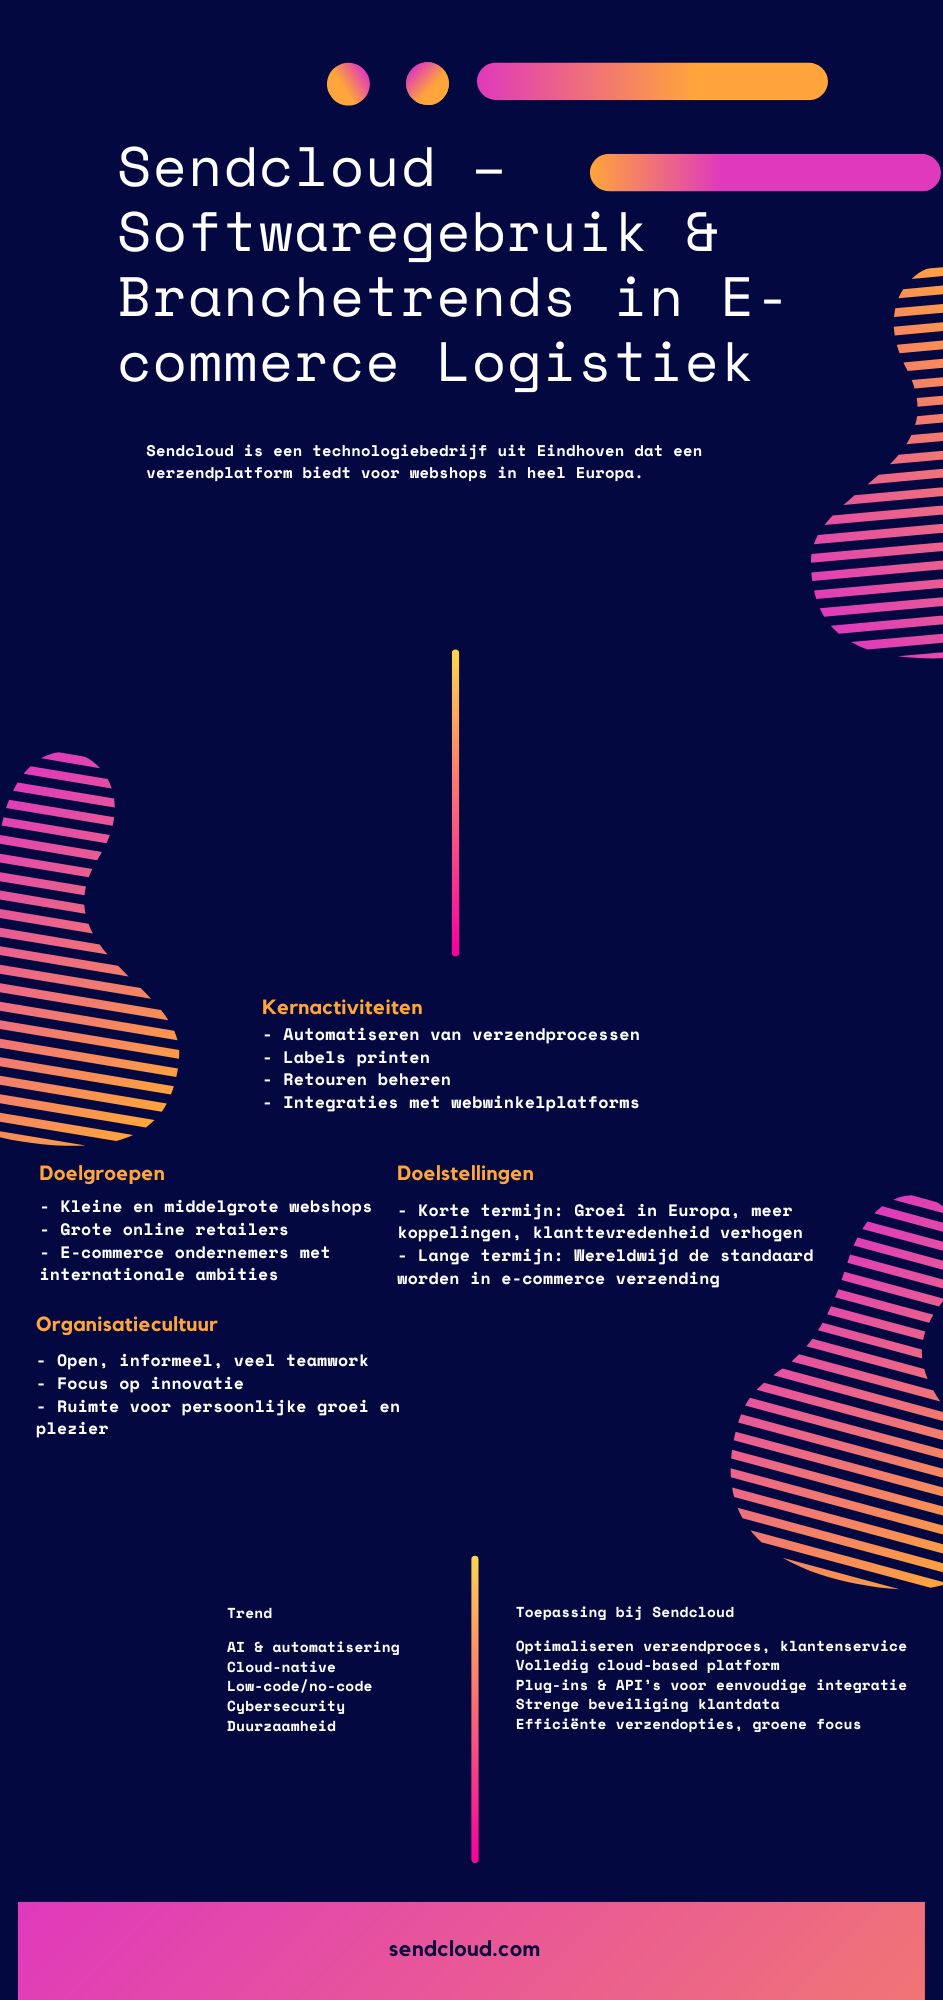 Sendcloud –
Softwaregebruik &
Branchetrends in E-
commerce Logistiek
Sendcloud is een technologiebedrijf uit Eindhoven dat een
verzendplatform biedt voor webshops in heel Europa.
Kernactiviteiten
- Automatiseren van verzendprocessen
- Labels printen
- Retouren beheren
- Integraties met webwinkelplatforms
Doelgroepen
- Kleine en middelgrote webshops
- Grote online retailers
- E-commerce ondernemers met
internationale ambities
Doelstellingen
- Korte termijn: Groei in Europa, meer
koppelingen, klanttevredenheid verhogen
- Lange termijn: Wereldwijd de standaard
worden in e-commerce verzending
Organisatiecultuur
- Open, informeel, veel teamwork
- Focus op innovatie
- Ruimte voor persoonlijke groei en
plezier
Trend
AI & automatisering
Cloud-native
Low-code/no-code
Cybersecurity
Duurzaamheid
Toepassing bij Sendcloud
Optimaliseren verzendproces, klantenservice
Volledig cloud-based platform
Plug-ins & API’s voor eenvoudige integratie
Strenge beveiliging klantdata
Efficiënte verzendopties, groene focus
sendcloud.com